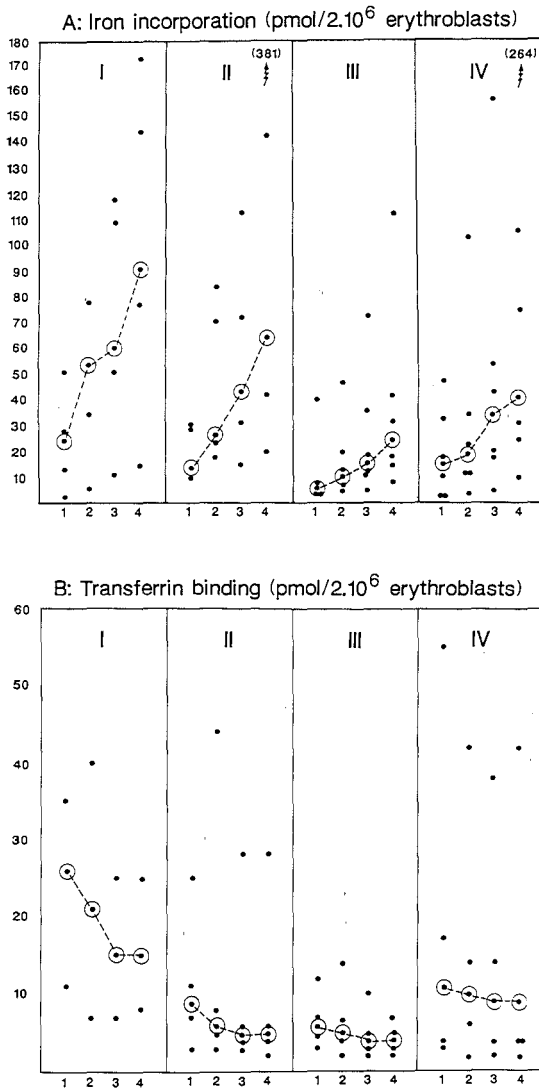 A: Iron incorporation (pmol/2.10⁶ erythroblasts)
180
170
160
150
140
130
120
110
100
90
80
70
60
50
40
30
20
10
I
II
III
IV
(381)
(264)
1 2 3 4 1 2 3 4 1 2 3 4 1 2 3 4
B: Transferrin binding (pmol/2.10⁶ erythroblasts)
60
50
40
30
20
10
I
II
III
IV
1 2 3 4 1 2 3 4 1 2 3 4 1 2 3 4